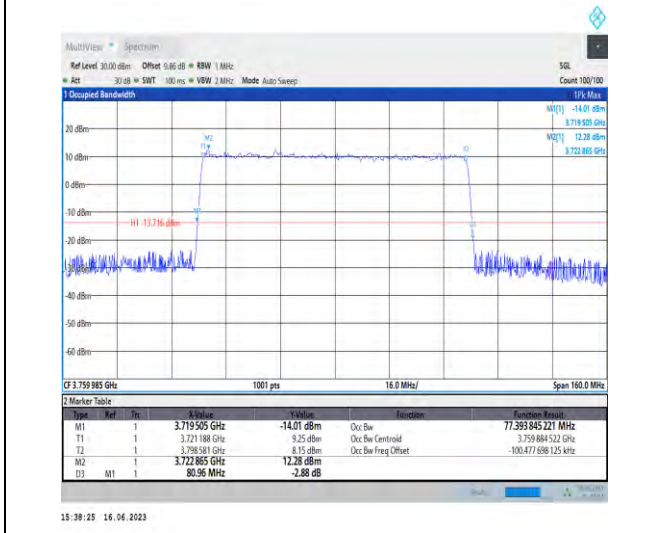 MultiView Spectrum
Ref Level 30.00 dBm Offset 0.86 dB RBW 1 MHz SGL
Att 30 dB SWT 100 ms VBW 2 MHz Mode Auto Sweep Count 100/100
1 Occupied Bandwidth 1Pk Max
M1[1] -14.01 dBm
3.719 505 GHz
M2[1] 12.28 dBm
3.722 865 GHz
20 dBm
M2
T1
10 dBm
0 dBm
-10 dBm
H1 -13.716 dBm
-20 dBm
-30 dBm
-40 dBm
-50 dBm
-60 dBm
CF 3.759 985 GHz 1001 pts 16.0 MHz/ Span 160.0 MHz
2 Marker Table
Type Ref Trc X-Value Y-Value Function Function Result
M1 1 3.719 505 GHz -14.01 dBm Occ Bw 77.393 845 221 MHz
T1 1 3.721 188 GHz 9.25 dBm Occ Bw Centroid 3.759 884 522 GHz
T2 1 3.798 581 GHz 8.15 dBm Occ Bw Freq Offset -100.477 698 125 kHz
M2 1 3.722 865 GHz 12.28 dBm
D3 M1 1 80.96 MHz -2.88 dB
15:38:25 16.06.2023